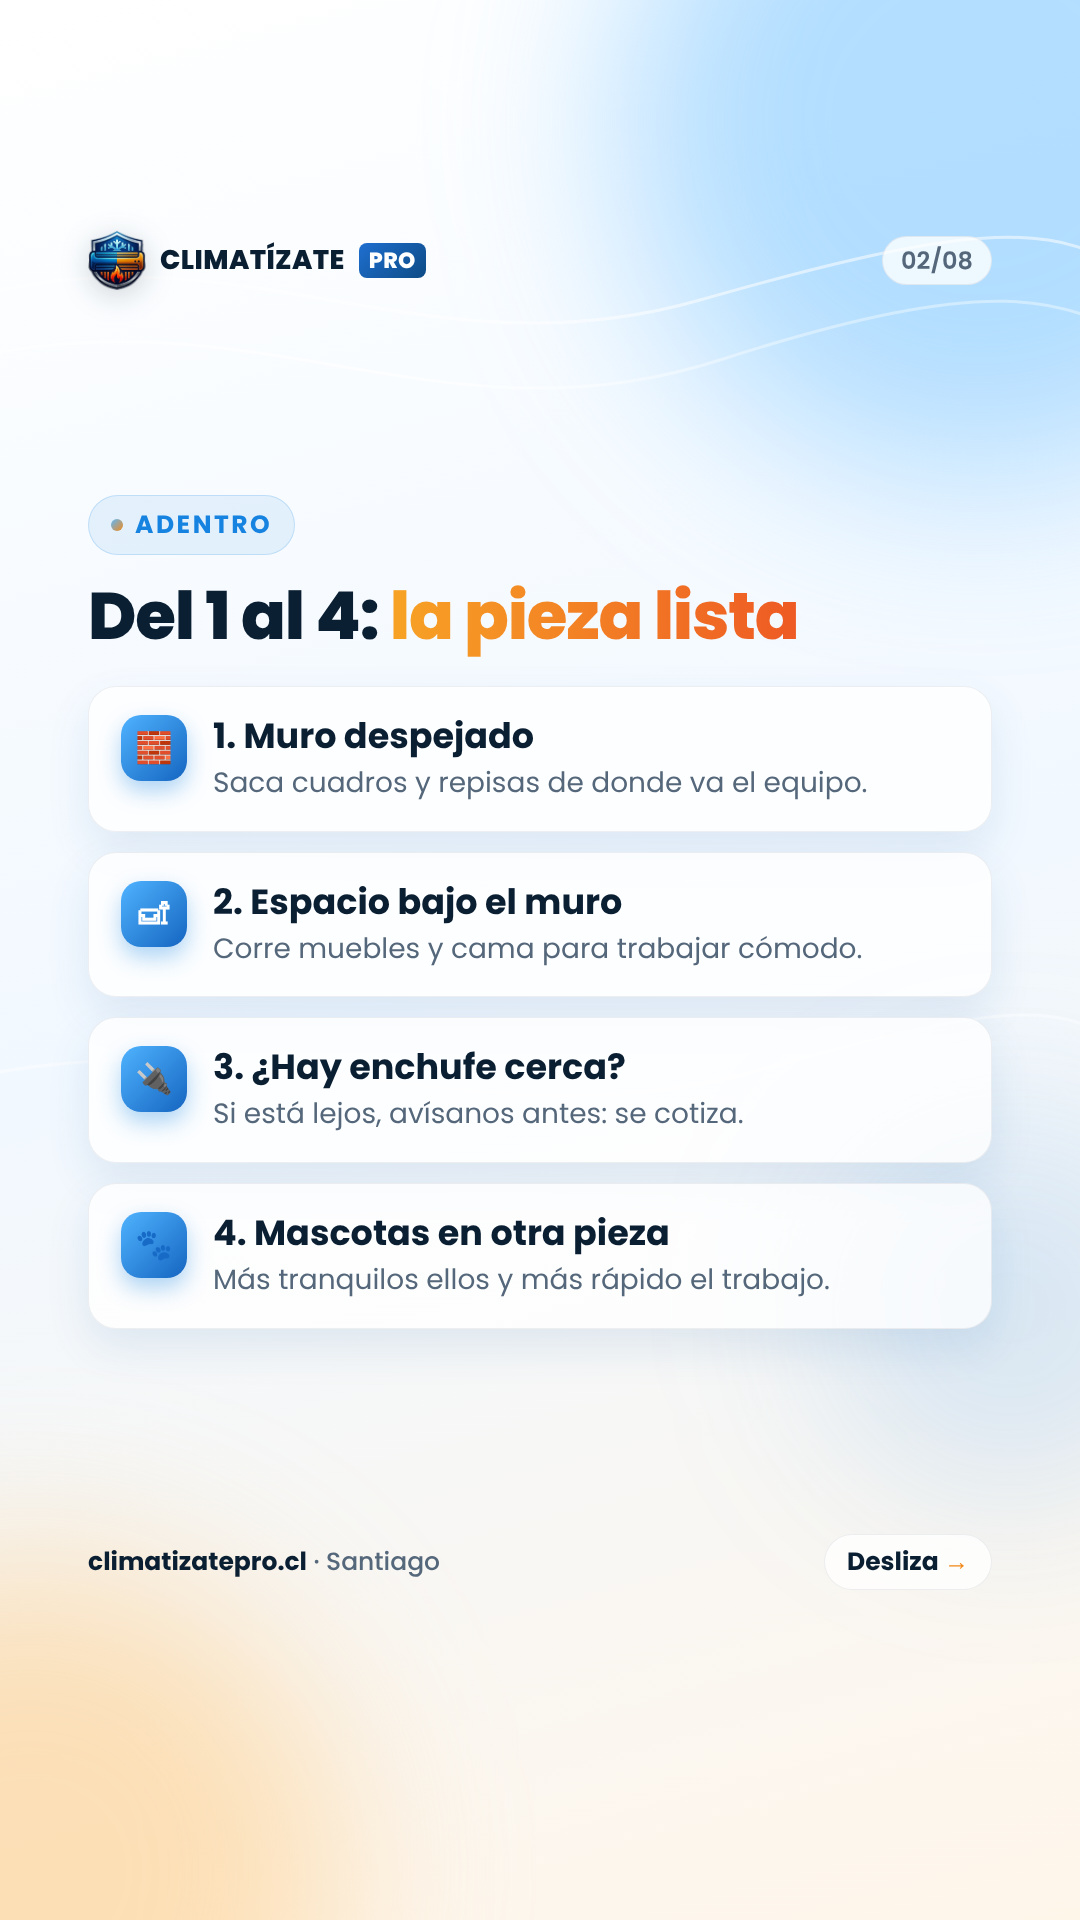 CLIMATÍZATE PRO
02/08
ADENTRO
Del 1 al 4: la pieza lista
1. Muro despejado
Saca cuadros y repisas de donde va el equipo.
2. Espacio bajo el muro
Corre muebles y cama para trabajar cómodo.
3. ¿Hay enchufe cerca?
Si está lejos, avísanos antes: se cotiza.
4. Mascotas en otra pieza
Más tranquilos ellos y más rápido el trabajo.
climatizatepro.cl · Santiago
Desliza →